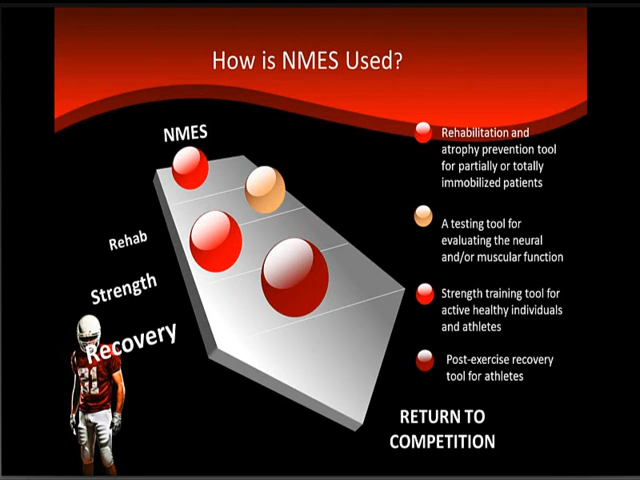 How is NMES Used?
NMES
Rehab
Strength
Recovery
21
Rehabilitation and
atrophy prevention tool
for partially or totally
immobilized patients
A testing tool for
evaluating the neural
and/or muscular function
Strength training tool for
active healthy individuals
and athletes
Post-exercise recovery
tool for athletes
RETURN TO
COMPETITION